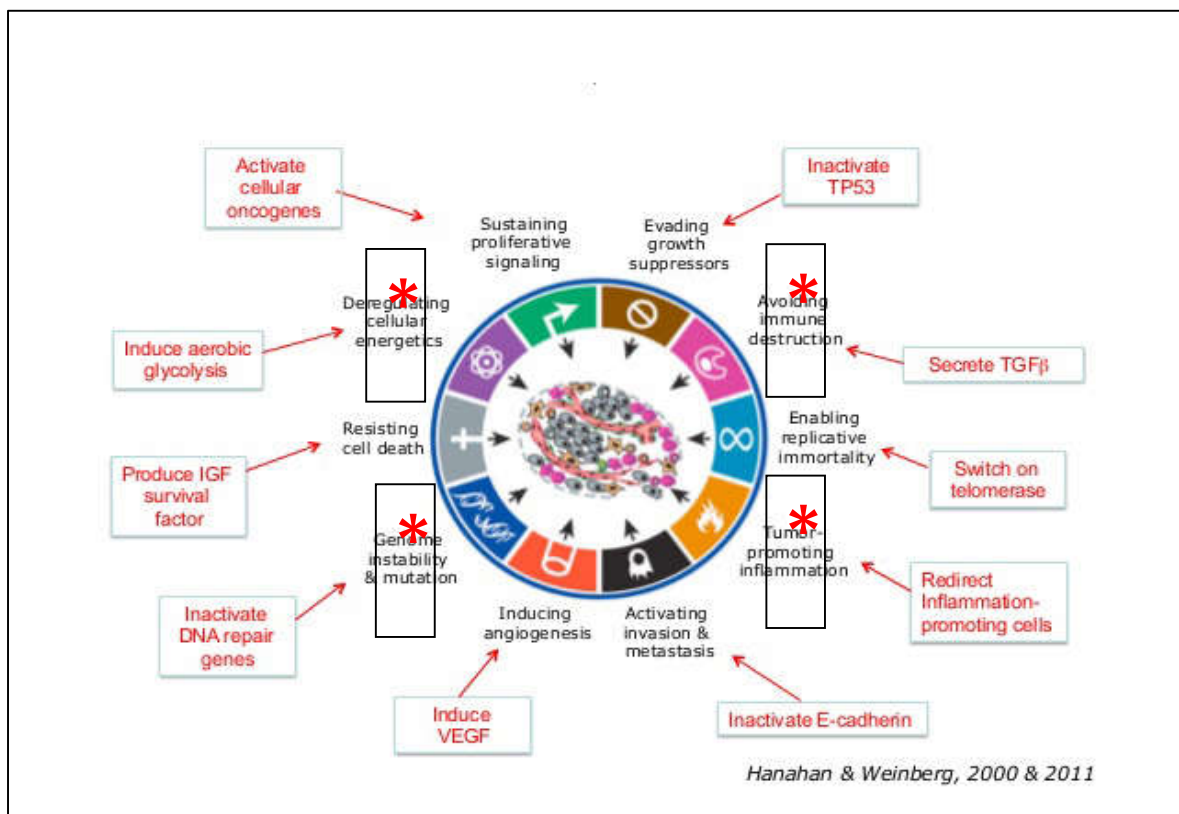 Activate
cellular
oncogenes
Inactivate
TP53
Sustaining
proliferative
signaling
Evading
growth
suppressors
*
Deregulating
cellular
energetics
*
Avoiding
immune
destruction
Induce aerobic
glycolysis
Secrete TGFβ
Resisting
cell death
Enabling
replicative
immortality
Produce IGF
survival
factor
Switch on
telomerase
*
Genome
instability
& mutation
*
Tumor-
promoting
inflammation
Inactivate
DNA repair
genes
Redirect
Inflammation-
promoting cells
Inducing
angiogenesis
Activating
invasion &
metastasis
Induce
VEGF
Inactivate E-cadherin
Hanahan & Weinberg, 2000 & 2011